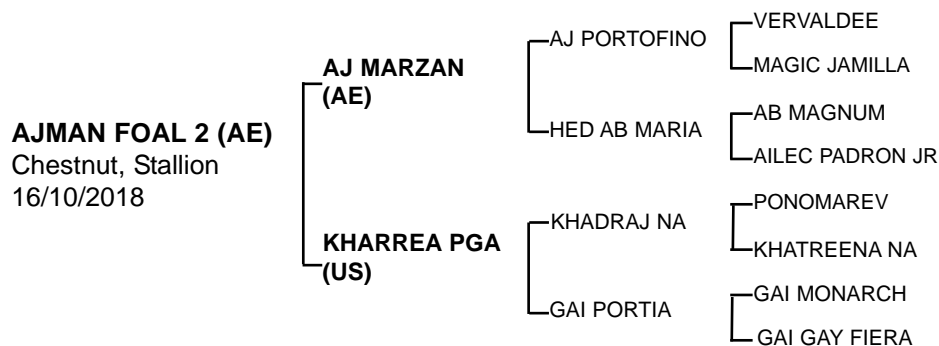 AJMAN FOAL 2 (AE)
Chestnut, Stallion
16/10/2018
AJ MARZAN
(AE)
KHARREA PGA
(US)
AJ PORTOFINO
HED AB MARIA
KHADRAJ NA
GAI PORTIA
VERVALDEE
MAGIC JAMILLA
AB MAGNUM
AILEC PADRON JR
PONOMAREV
KHATREENA NA
GAI MONARCH
GAI GAY FIERA